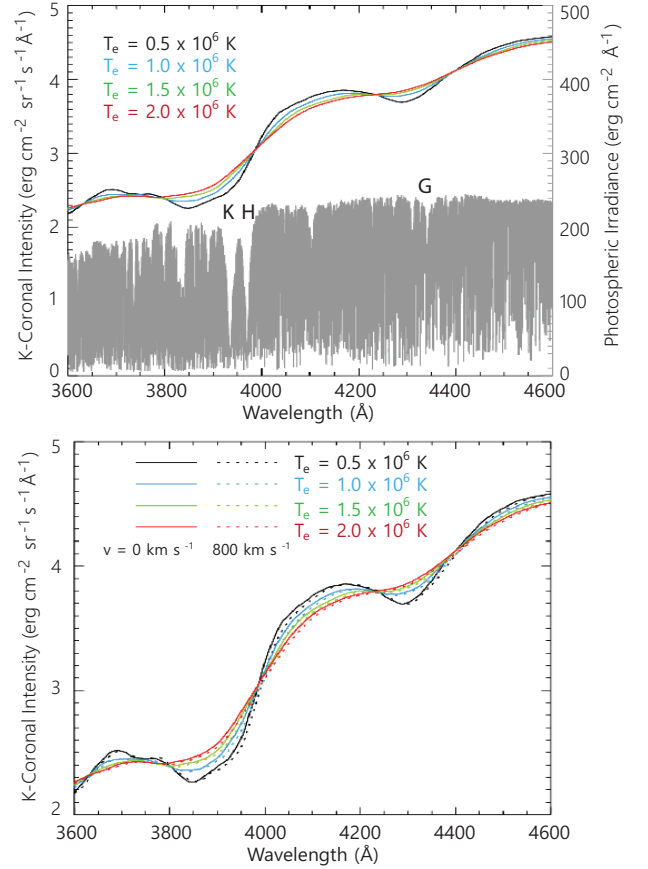 5
4
3
2
1
0
500
400
300
200
100
0
K-Coronal Intensity (erg cm⁻² sr⁻¹ s⁻¹ Å⁻¹)
Photospheric Irradiance (erg cm⁻² Å⁻¹)
Tₑ = 0.5 x 10⁶ K
Tₑ = 1.0 x 10⁶ K
Tₑ = 1.5 x 10⁶ K
Tₑ = 2.0 x 10⁶ K
K H
G
3600 3800 4000 4200 4400 4600
Wavelength (Å)
5
4
3
2
K-Coronal Intensity (erg cm⁻² sr⁻¹ s⁻¹ Å⁻¹)
Tₑ = 0.5 x 10⁶ K
Tₑ = 1.0 x 10⁶ K
Tₑ = 1.5 x 10⁶ K
Tₑ = 2.0 x 10⁶ K
v = 0 km s⁻¹ 800 km s⁻¹
3600 3800 4000 4200 4400 4600
Wavelength (Å)